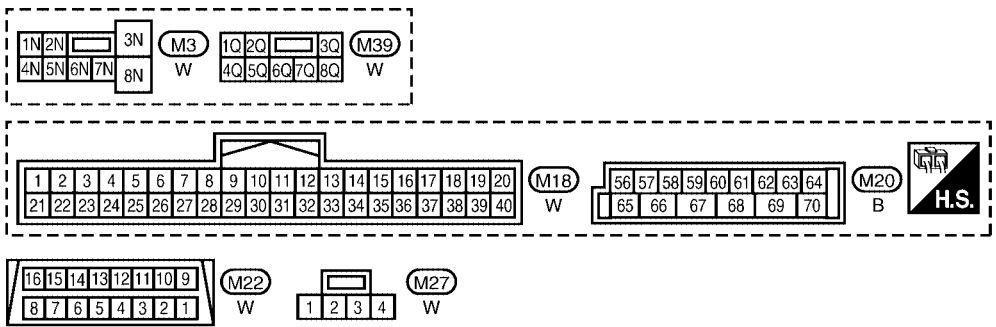 1N 2N 3N M3 1Q 2Q 3Q M39
4N 5N 6N 7N 8N W 4Q 5Q 6Q 7Q 8Q W
1 2 3 4 5 6 7 8 9 10 11 12 13 14 15 16 17 18 19 20 M18 56 57 58 59 60 61 62 63 64 M20
21 22 23 24 25 26 27 28 29 30 31 32 33 34 35 36 37 38 39 40 W 65 66 67 68 69 70 B H.S.
16 15 14 13 12 11 10 9 M22 M27
8 7 6 5 4 3 2 1 W 1 2 3 4 W